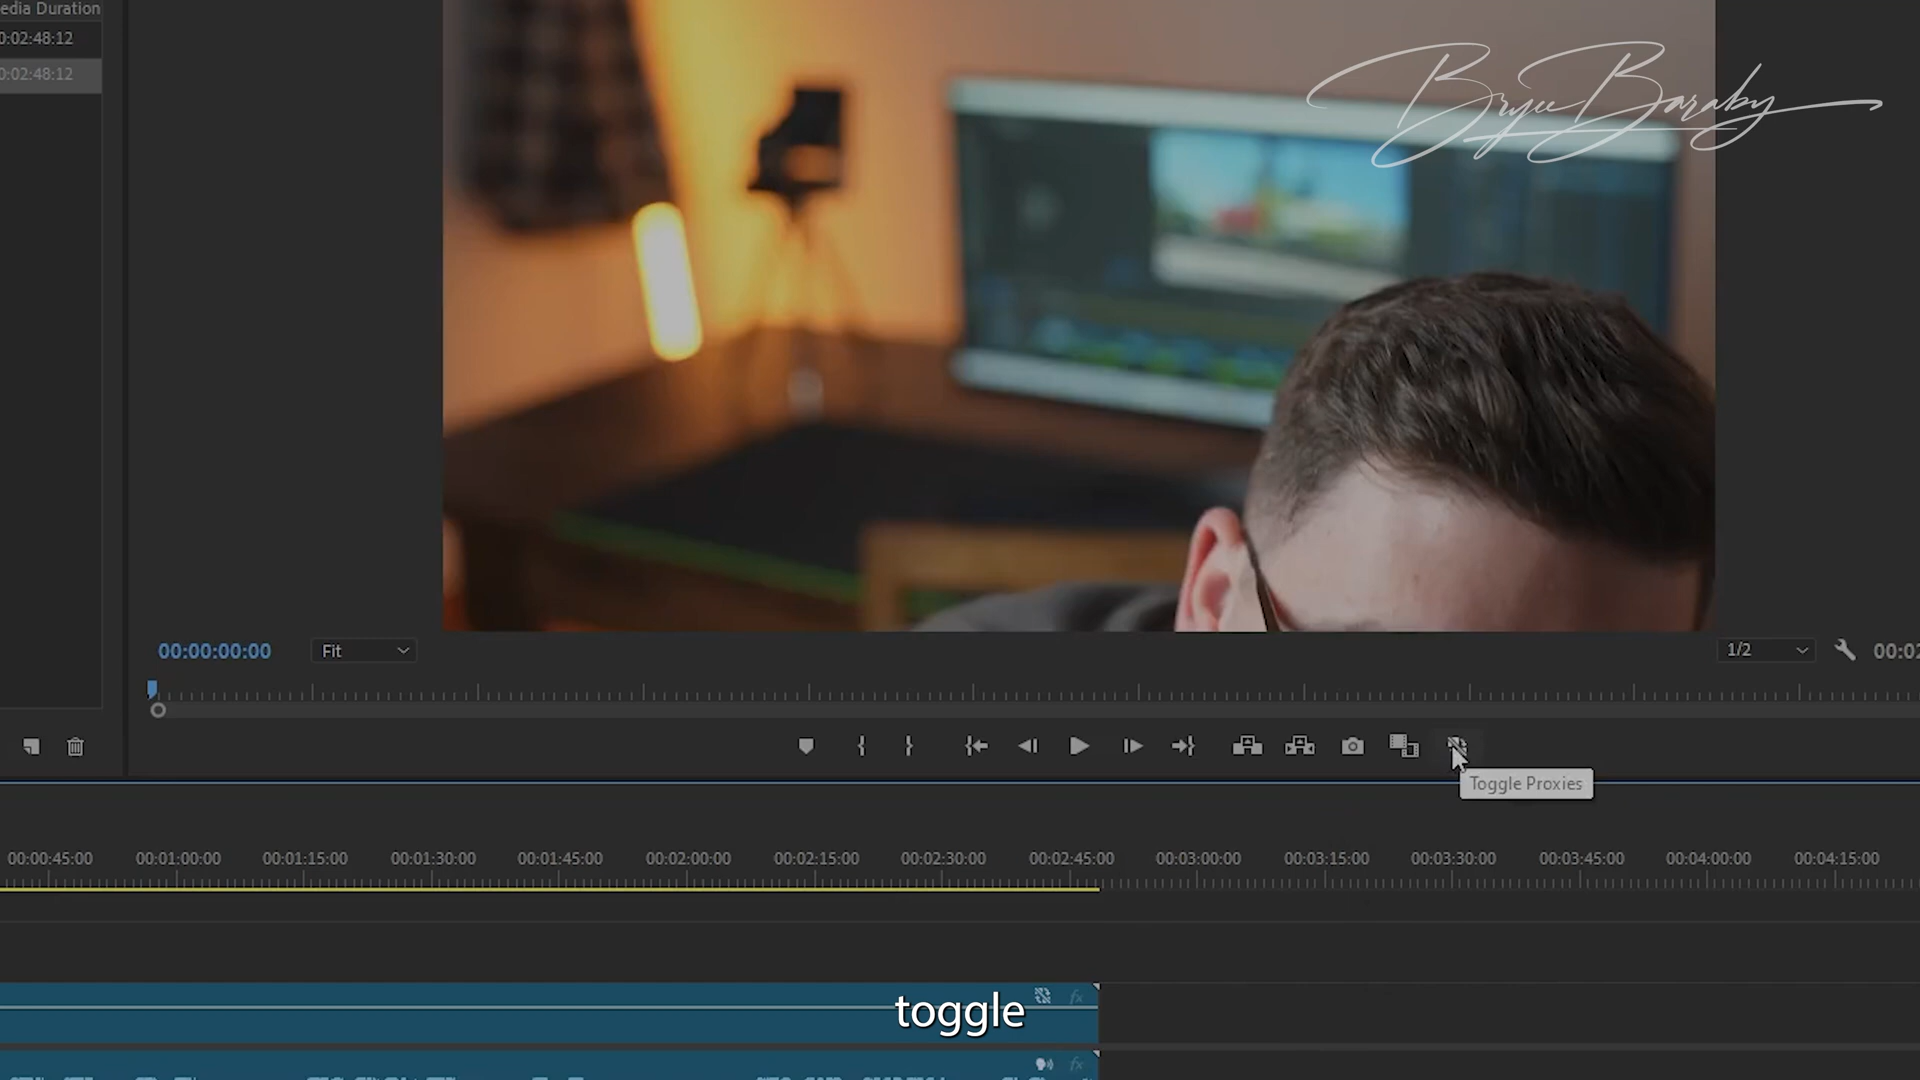 edia Duration
0:02:48:12
0:02:48:12
Bryce Baraby
00:00:00:00
Fit
1/2
00:02
Toggle Proxies
00:00:45:00 00:01:00:00 00:01:15:00 00:01:30:00 00:01:45:00 00:02:00:00 00:02:15:00 00:02:30:00 00:02:45:00 00:03:00:00 00:03:15:00 00:03:30:00 00:03:45:00 00:04:00:00 00:04:15:00
fx
toggle
fx